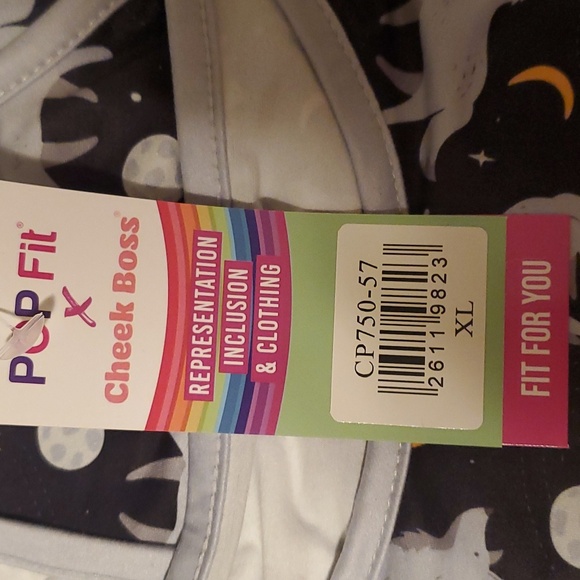 POP Fit®
X
Cheek Boss®
REPRESENTATION
INCLUSION
& CLOTHING
CP750-57
2611 9823
XL
FIT FOR YOU